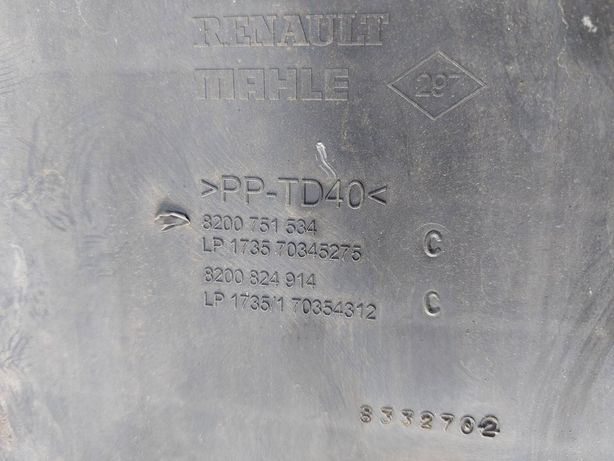 RENAULT
MAHLE
297
>PP-TD40<
8200 751 534
LP 1735 70345275 C
8200 824 914
LP 1735/1 70354312 C
8332702